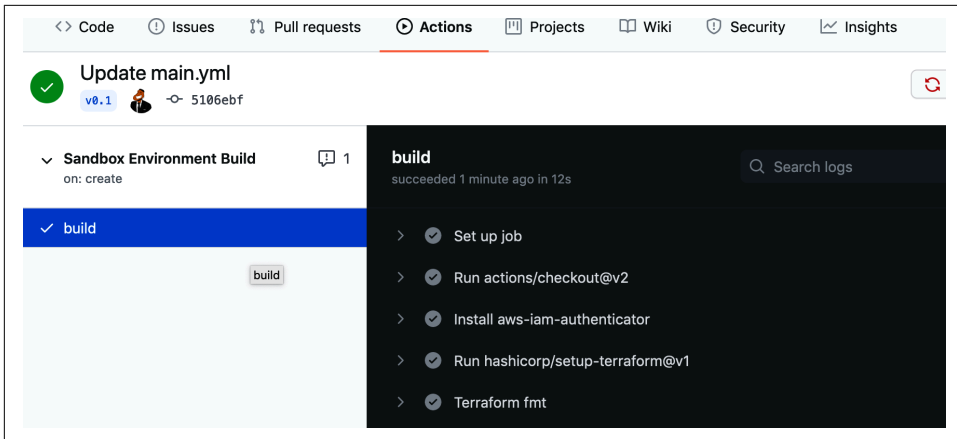 Code Issues Pull requests Actions Projects Wiki Security Insights
Update main.yml
v0.1 5106ebf
Sandbox Environment Build 1
on: create
build
build
build
succeeded 1 minute ago in 12s
Search logs
Set up job
Run actions/checkout@v2
Install aws-iam-authenticator
Run hashicorp/setup-terraform@v1
Terraform fmt